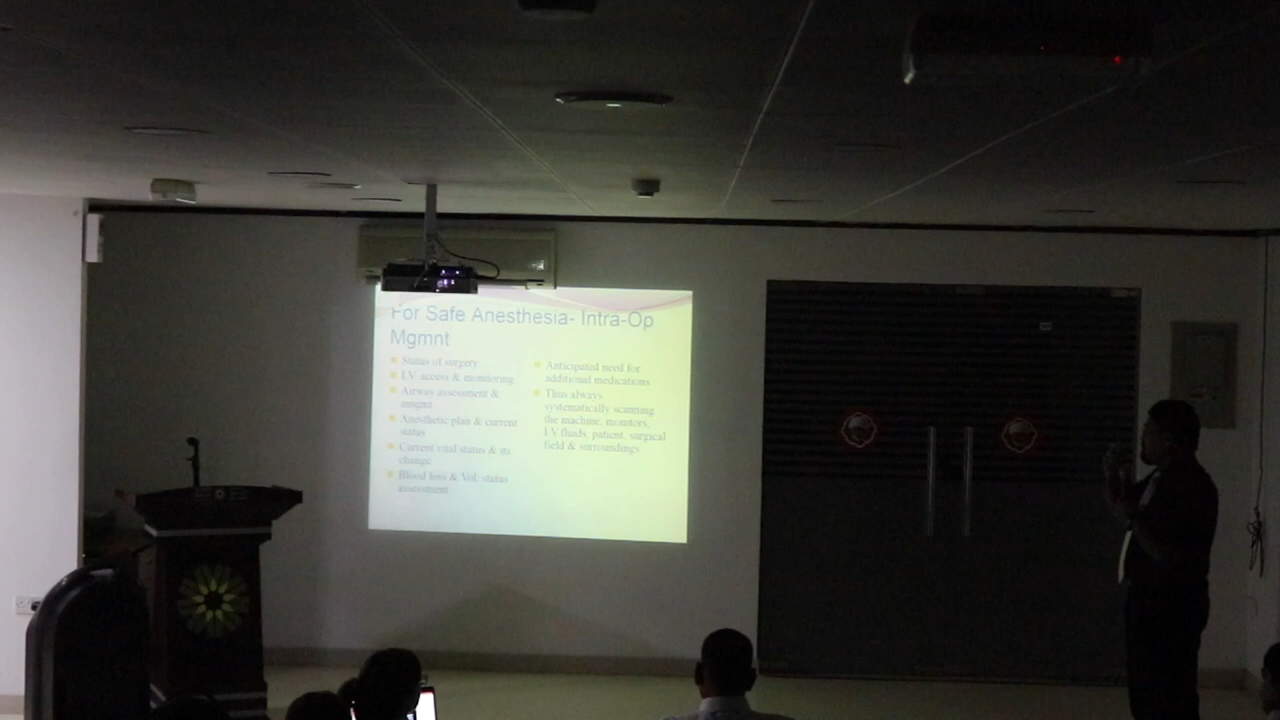 For Safe Anesthesia- Intra-Op
Mgmnt
Status of surgery
I.V. access & monitoring
Airway assessment &
mngmt
Anesthetic plan & current
status
Current vital status & its
change
Blood loss & Vol. status
assessment
Anticipated need for
additional medications
Thus always
systematically scanning
the machine, monitors,
I.V fluids, patient, surgical
field & surroundings